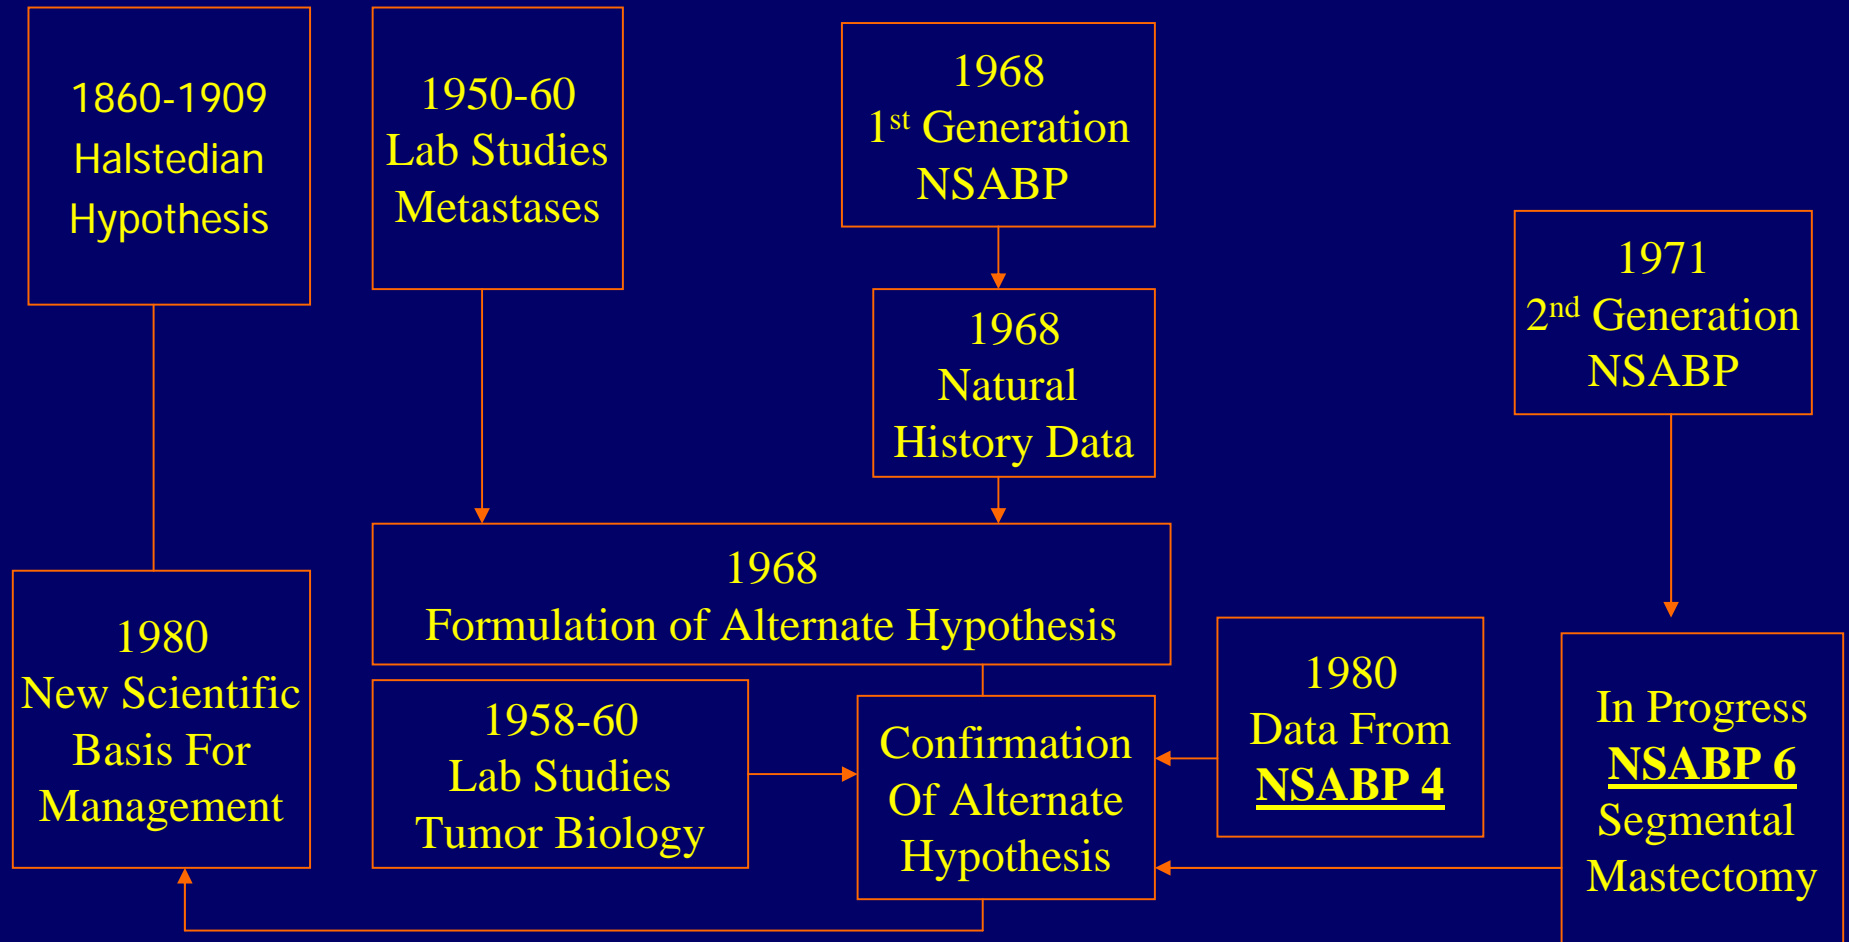 1860-1909
Halstedian
Hypothesis
1950-60
Lab Studies
Metastases
1968
1st Generation
NSABP
1968
Natural
History Data
1971
2nd Generation
NSABP
1968
Formulation of Alternate Hypothesis
1980
New Scientific
Basis For
Management
1958-60
Lab Studies
Tumor Biology
Confirmation
Of Alternate
Hypothesis
1980
Data From
NSABP 4
In Progress
NSABP 6
Segmental
Mastectomy